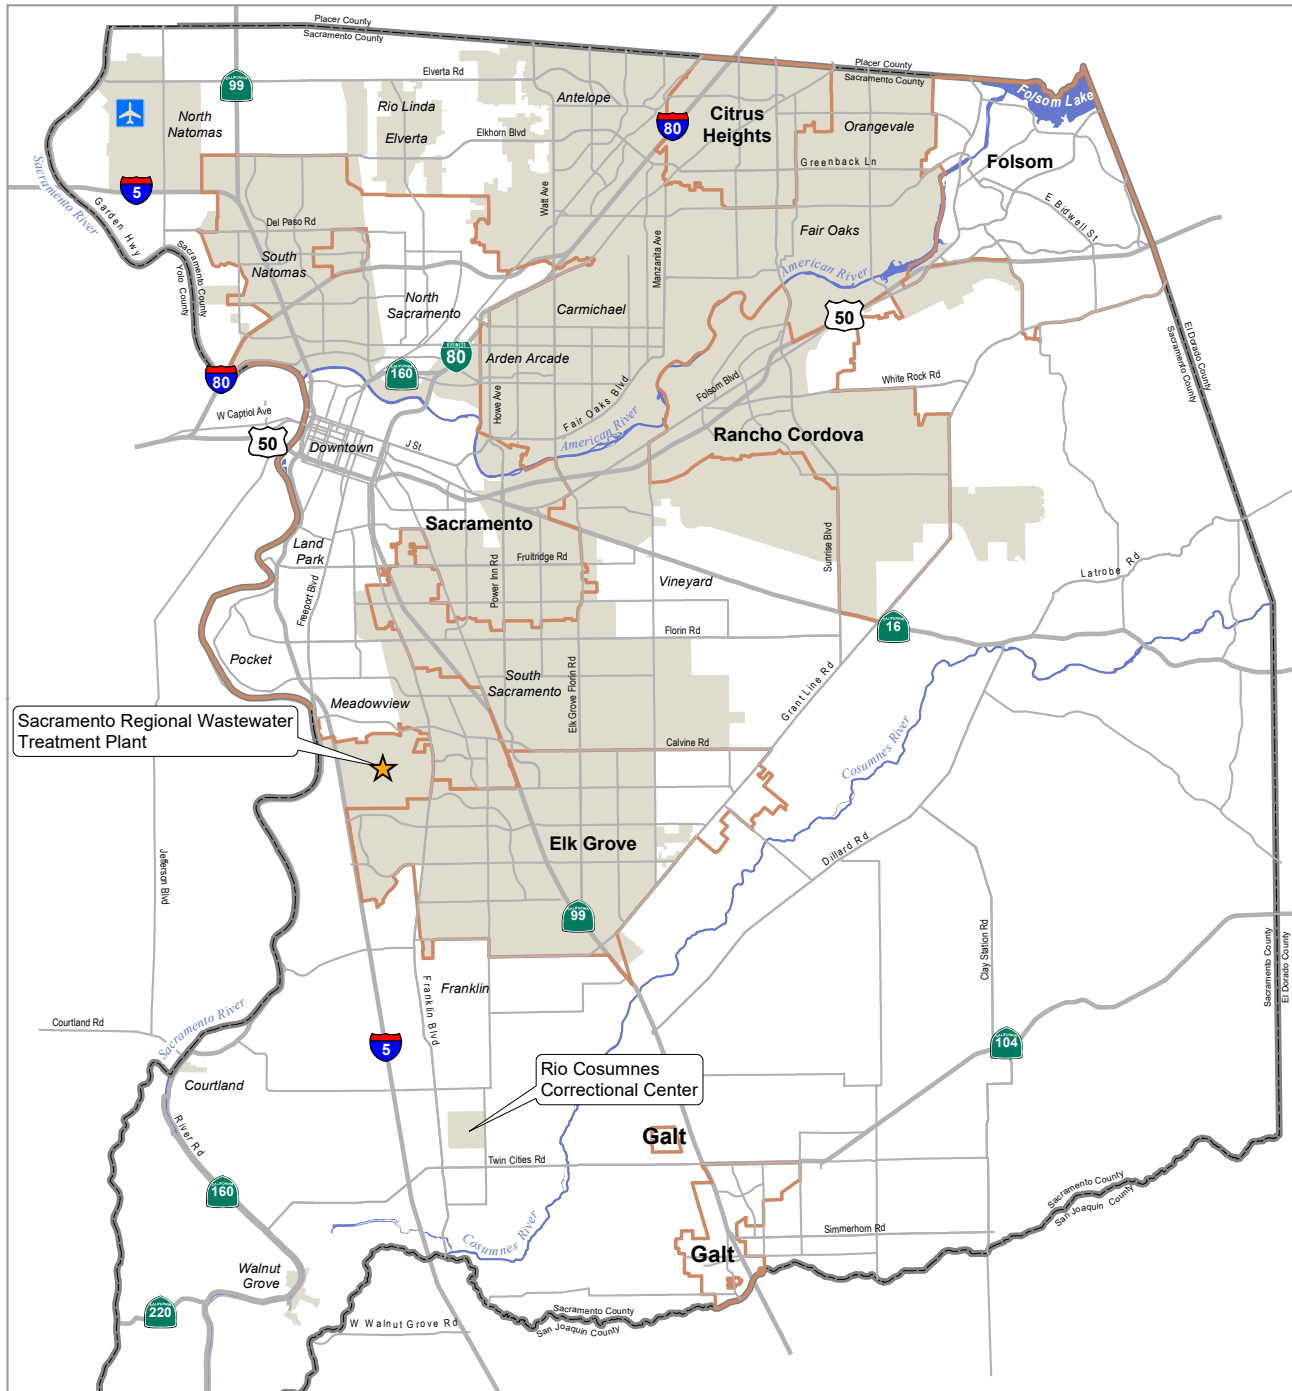 Placer County
Sacramento County
CALIFORNIA
99
Elverta Rd
Placer County
Sacramento County
Folsom Lake
North
Natomas
Rio Linda
Elverta
Antelope
Elkhorn Blvd
80
Citrus
Heights
Orangevale
Greenback Ln
Folsom
Sacramento River
5
Garden Hwy
Sacramento County
Yolo County
Del Paso Rd
South
Natomas
Watt Ave
Manzanita Ave
Fair Oaks
E Bidwell St
American River
North
Sacramento
Carmichael
50
El Dorado County
Sacramento County
BUSINESS
80
Arden Arcade
CALIFORNIA
160
80
Howe Ave
Fair Oaks Blvd
Folsom Blvd
White Rock Rd
W Captiol Ave
50
Downtown
J St
American River
Rancho Cordova
Sacramento
Land
Park
Freeport Blvd
Fruitridge Rd
Power Inn Rd
Vineyard
Sunrise Blvd
Latrobe Rd
CALIFORNIA
16
Florin Rd
Pocket
South
Sacramento
Elk Grove Florin Rd
Grant Line Rd
Meadowview
Sacramento Regional Wastewater
Treatment Plant
Calvine Rd
Cosumnes River
Jefferson Blvd
Elk Grove
Dillard Rd
CALIFORNIA
99
Clay Station Rd
Sacramento County
El Dorado County
Franklin
Franklin Blvd
Courtland Rd
Sacramento River
5
CALIFORNIA
104
Rio Cosumnes
Correctional Center
Courtland
River Rd
Galt
Twin Cities Rd
CALIFORNIA
160
Sacramento County
San Joaquin County
Cosumnes River
Simmerhorn Rd
Galt
Walnut
Grove
CALIFORNIA
220
Sacramento County
San Joaquin County
W Walnut Grove Rd